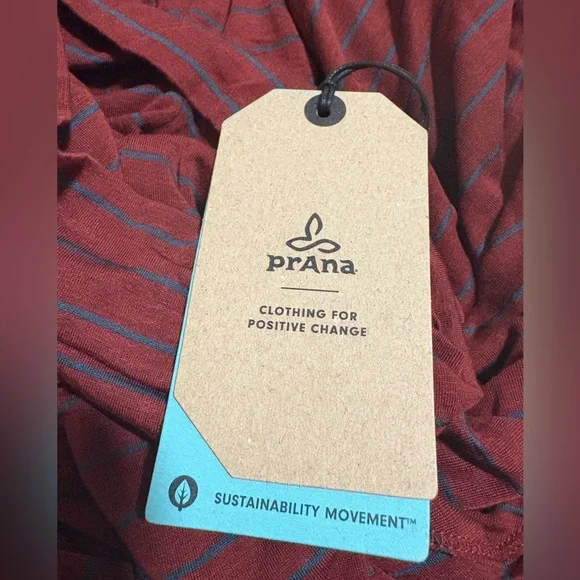 prAna
CLOTHING FOR
POSITIVE CHANGE
SUSTAINABILITY MOVEMENT™